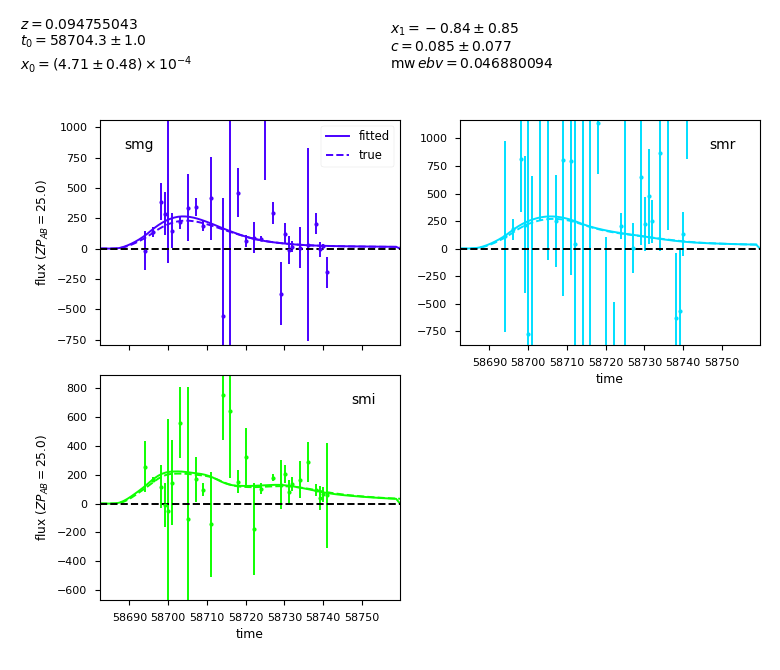 z = 0.094755043
t₀ = 58704.3 ± 1.0
x₀ = (4.71 ± 0.48) × 10⁻⁴
x₁ = −0.84 ± 0.85
c = 0.085 ± 0.077
mwebv = 0.046880094
smg
fitted
true
1000
750
500
250
0
−250
−500
−750
flux (ZP_AB = 25.0)
smr
1000
750
500
250
0
−250
−500
−750
58690 58700 58710 58720 58730 58740 58750
time
smi
800
600
400
200
0
−200
−400
−600
flux (ZP_AB = 25.0)
58690 58700 58710 58720 58730 58740 58750
time